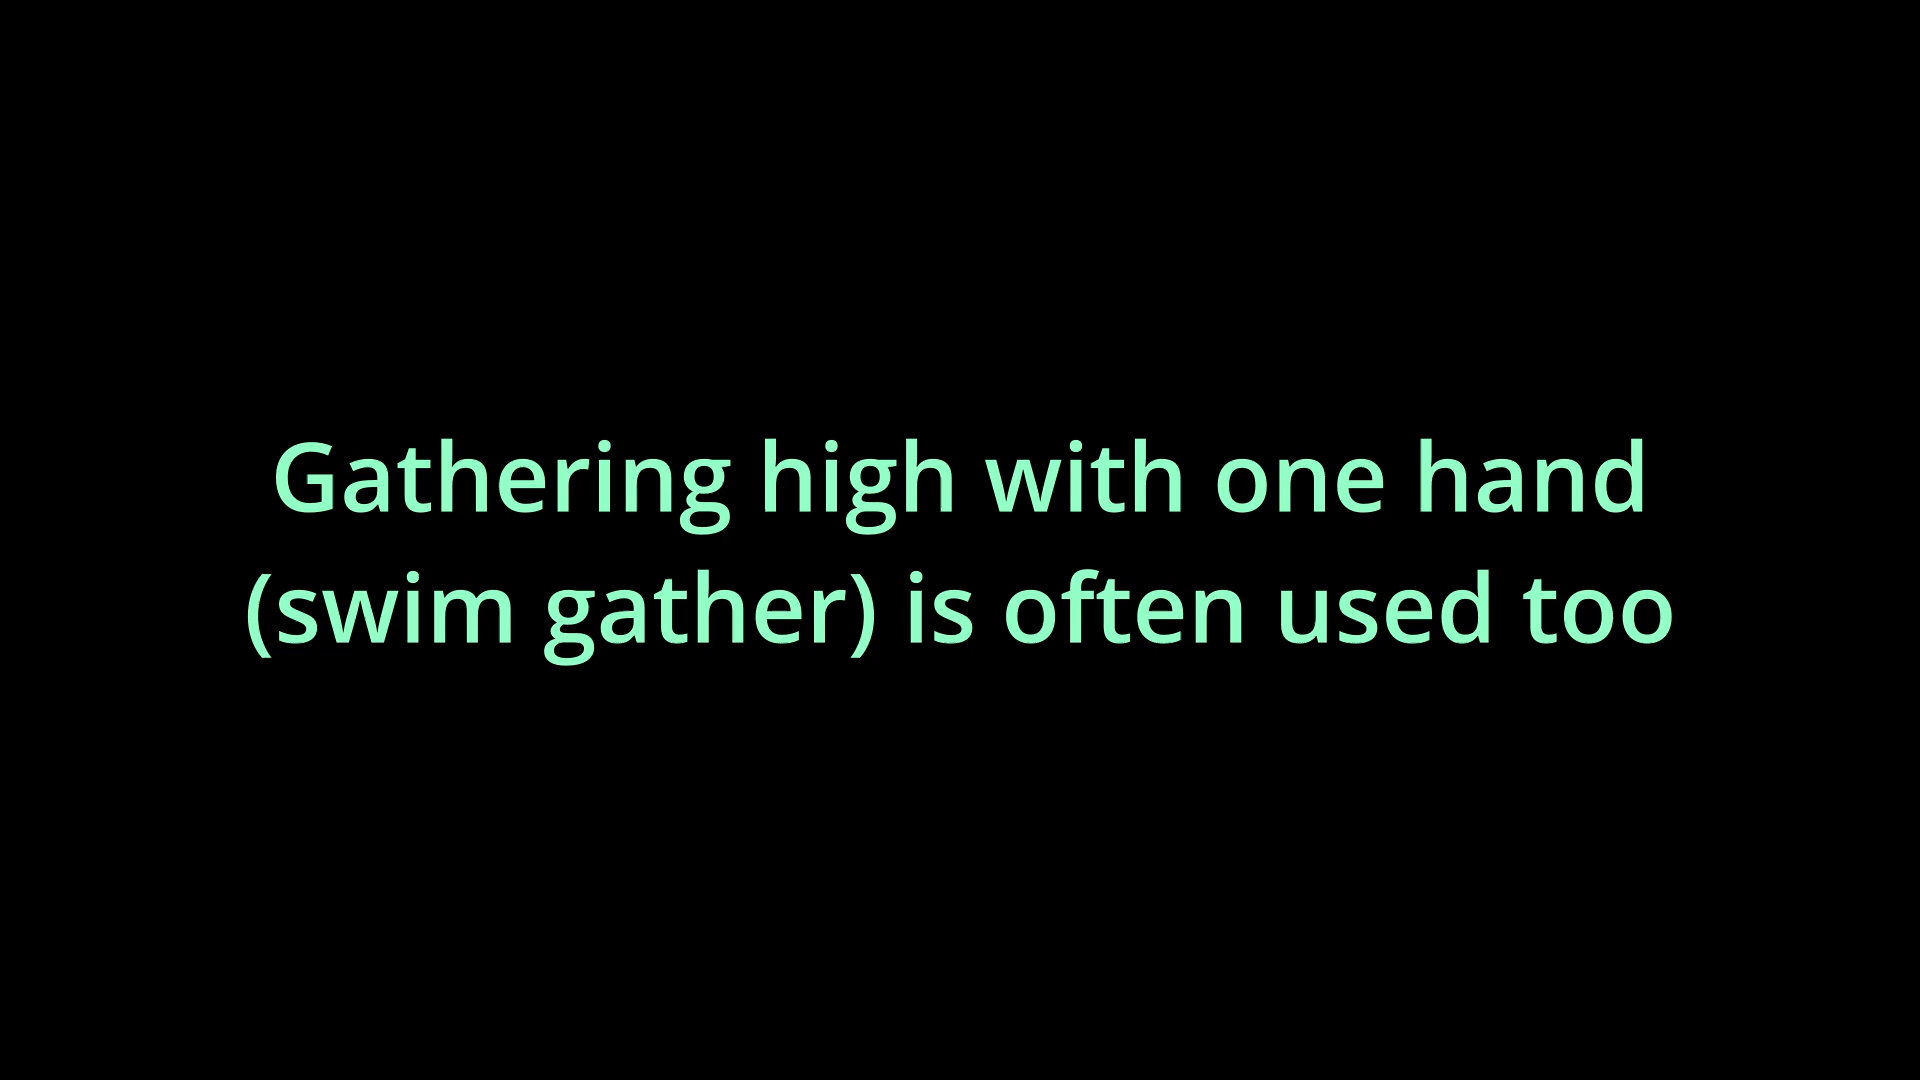 Gathering high with one hand
(swim gather) is often used too